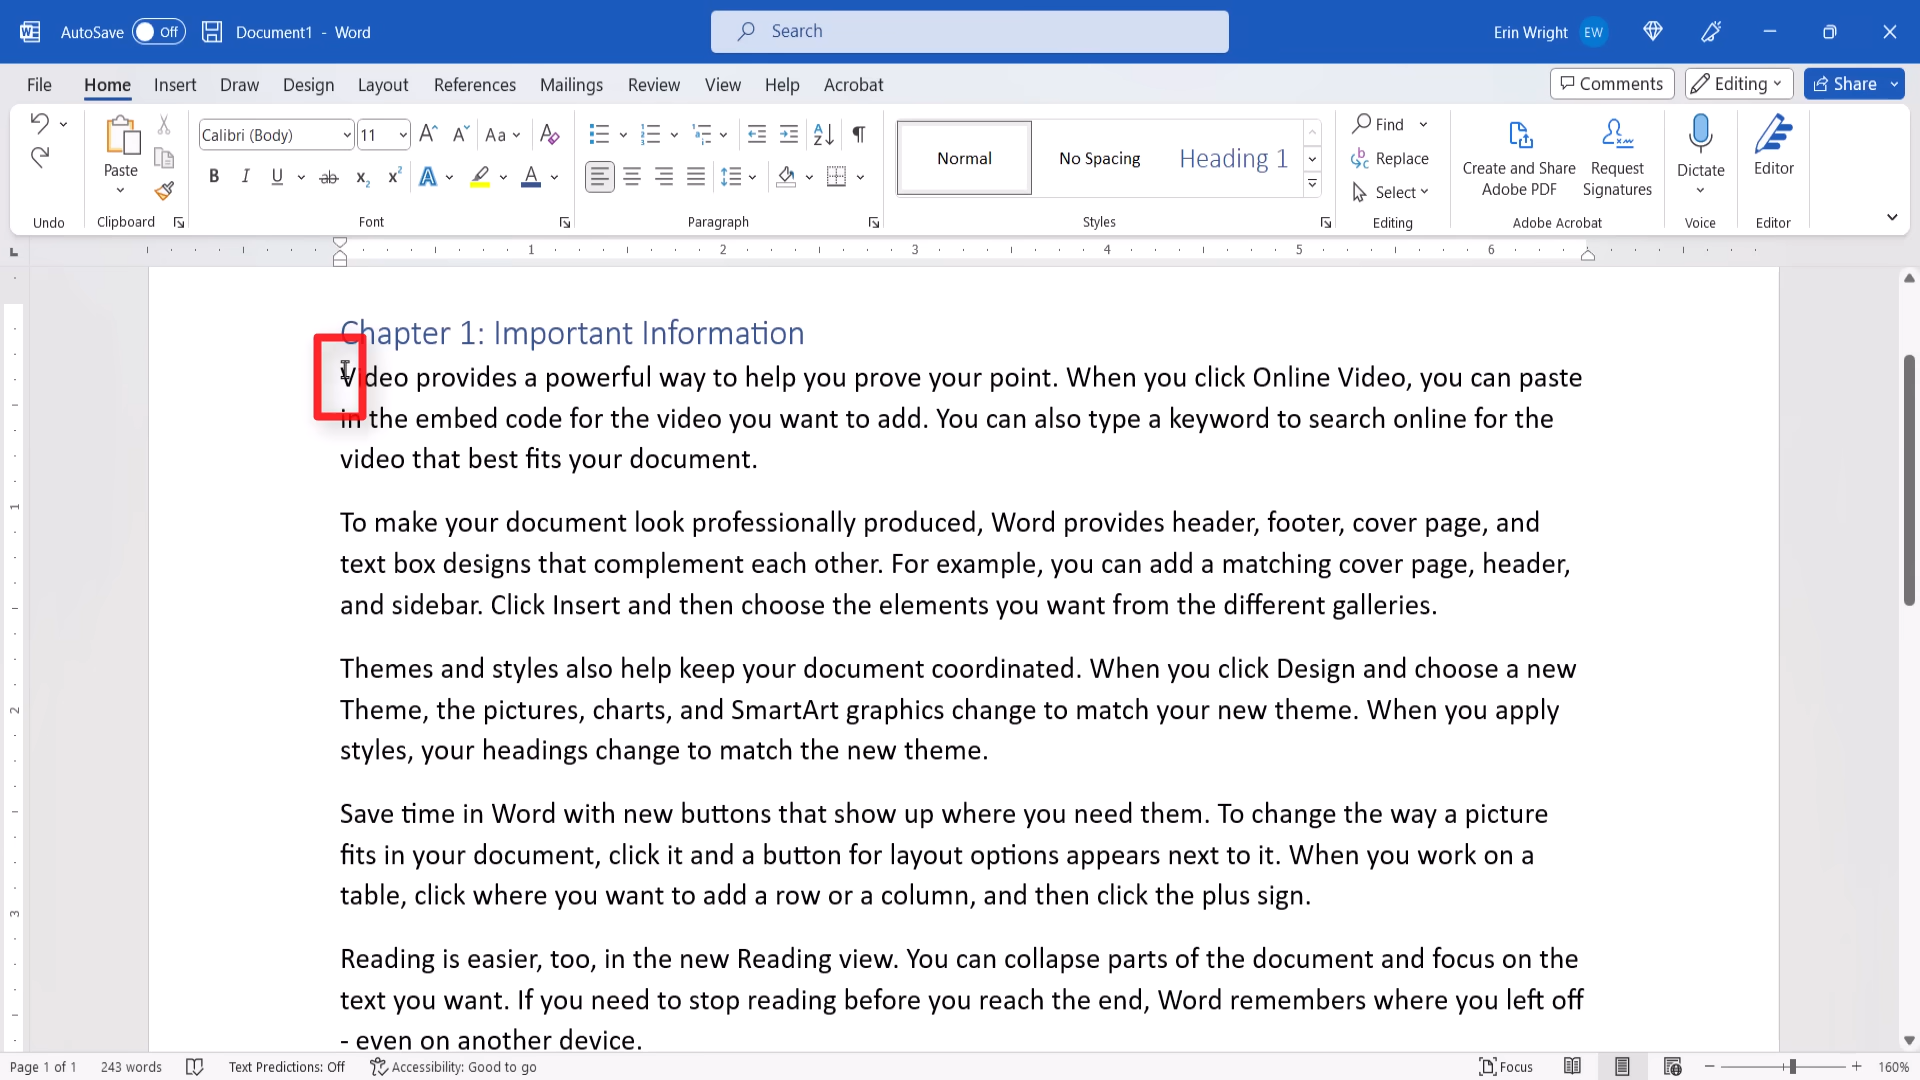 AutoSave Off Document1 - Word Search Erin Wright EW
File Home Insert Draw Design Layout References Mailings Review View Help Acrobat Comments Editing Share
Calibri (Body) 11 Aa Find
Paste Normal No Spacing Heading 1 Replace Create and Share Adobe PDF Request Signatures Dictate Editor
B I U ab x2 x2 A A Select
Undo Clipboard Font Paragraph Styles Editing Adobe Acrobat Voice Editor
1 2 3 4 5 6
Chapter 1: Important Information
Video provides a powerful way to help you prove your point. When you click Online Video, you can paste
in the embed code for the video you want to add. You can also type a keyword to search online for the
video that best fits your document.
To make your document look professionally produced, Word provides header, footer, cover page, and
text box designs that complement each other. For example, you can add a matching cover page, header,
and sidebar. Click Insert and then choose the elements you want from the different galleries.
Themes and styles also help keep your document coordinated. When you click Design and choose a new
Theme, the pictures, charts, and SmartArt graphics change to match your new theme. When you apply
styles, your headings change to match the new theme.
Save time in Word with new buttons that show up where you need them. To change the way a picture
fits in your document, click it and a button for layout options appears next to it. When you work on a
table, click where you want to add a row or a column, and then click the plus sign.
Reading is easier, too, in the new Reading view. You can collapse parts of the document and focus on the
text you want. If you need to stop reading before you reach the end, Word remembers where you left off
- even on another device.
Page 1 of 1 243 words Text Predictions: Off Accessibility: Good to go Focus 160%